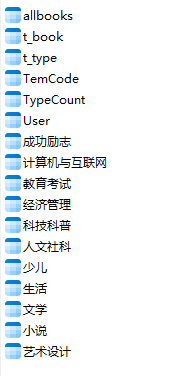 allbooks
t_book
t_type
TemCode
TypeCount
User
成功励志
计算机与互联网
教育考试
经济管理
科技科普
人文社科
少儿
生活
文学
小说
艺术设计